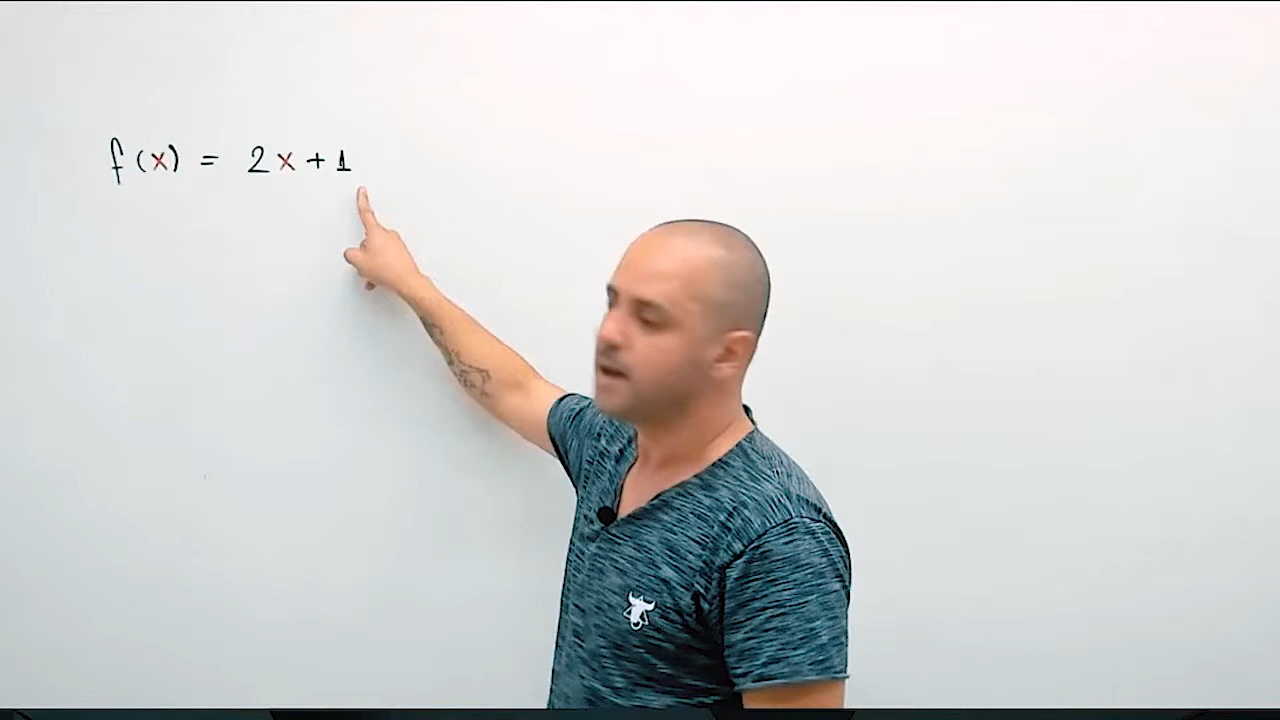 f(x) = 2x+1